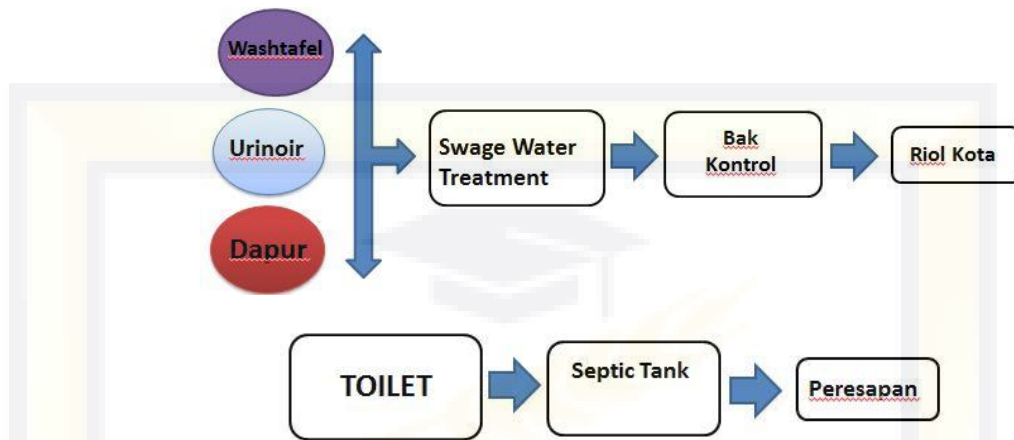 Washtafel
Urinoir
Dapur
Swage Water
Treatment
Bak
Kontrol
Riol Kota
TOILET
Septic Tank
Peresapan